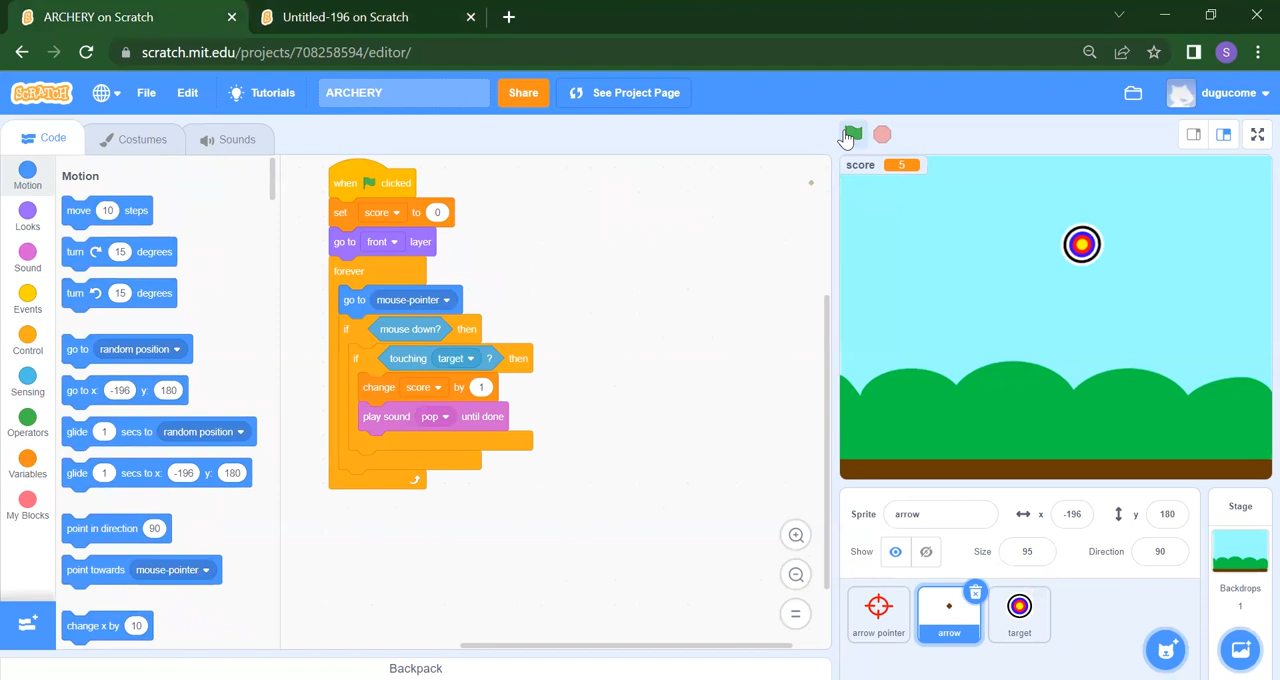 ARCHERY on Scratch
Untitled-196 on Scratch
scratch.mit.edu/projects/708258594/editor/
S
SCRATCH
File
Edit
Tutorials
ARCHERY
Share
See Project Page
dugucome
Code
Costumes
Sounds
Motion
Looks
Sound
Events
Control
Sensing
Operators
Variables
My Blocks
Motion
move 10 steps
turn 15 degrees
turn 15 degrees
go to random position
go to x: -196 y: 180
glide 1 secs to random position
glide 1 secs to x: -196 y: 180
point in direction 90
point towards mouse-pointer
change x by 10
when clicked
set score to 0
go to front layer
forever
go to mouse-pointer
if mouse down? then
if touching target ? then
change score by 1
play sound pop until done
Backpack
score 5
Sprite arrow x -196 y 180
Show Size 95 Direction 90
arrow pointer
arrow
target
Stage
Backdrops
1